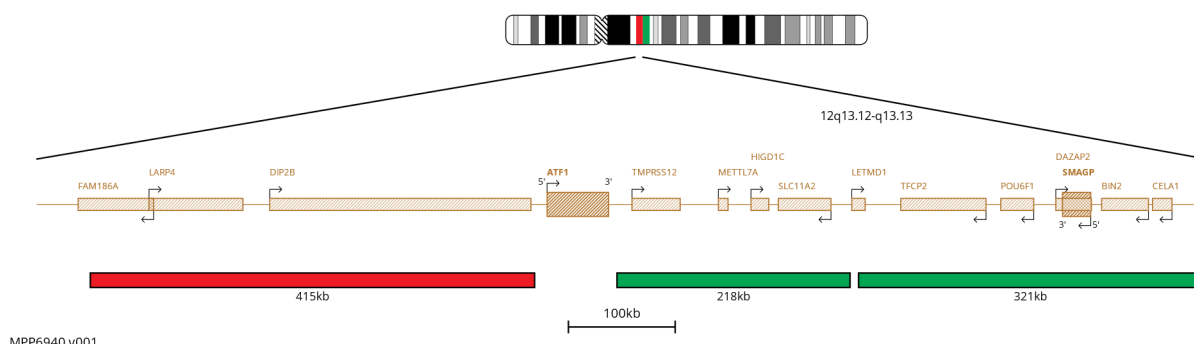 12q13.12-q13.13
HIGD1C DAZAP2
FAM186A LARP4 DIP2B ATF1 TMPRSS12 METTL7A SLC11A2 LETMD1 TFCP2 POU6F1 SMAGP BIN2 CELA1
5' 3'
3' 5'
415kb 218kb 321kb
100kb
MPP6940 v001